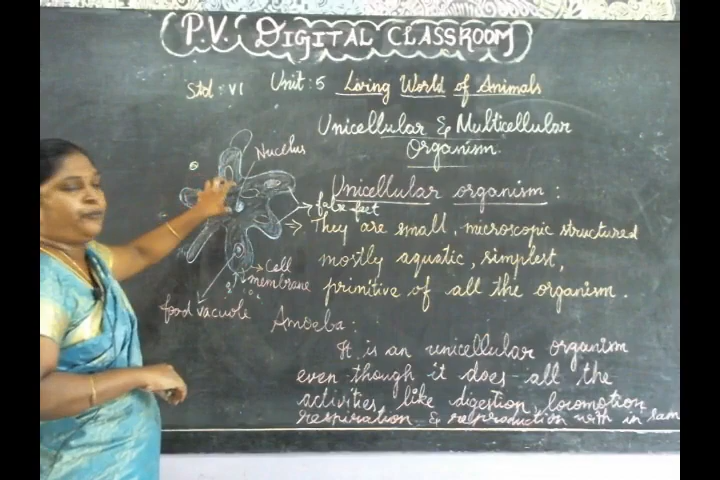 P.V. DIGITAL CLASSROOM
Std : VI Unit : 5 Living World of Animals
Unicellular & Multicellular
Organism.
Nucelus
Unicellular organism :
false feet
They are small, microscopic structured
mostly aquatic, simplest,
primitive of all the organism.
Cell
membrane
food vacuole
Amoeba :
It is an unicellular organism
even though it does all the
activities like digestion, locomotion,
respiration & reproduction with in sam